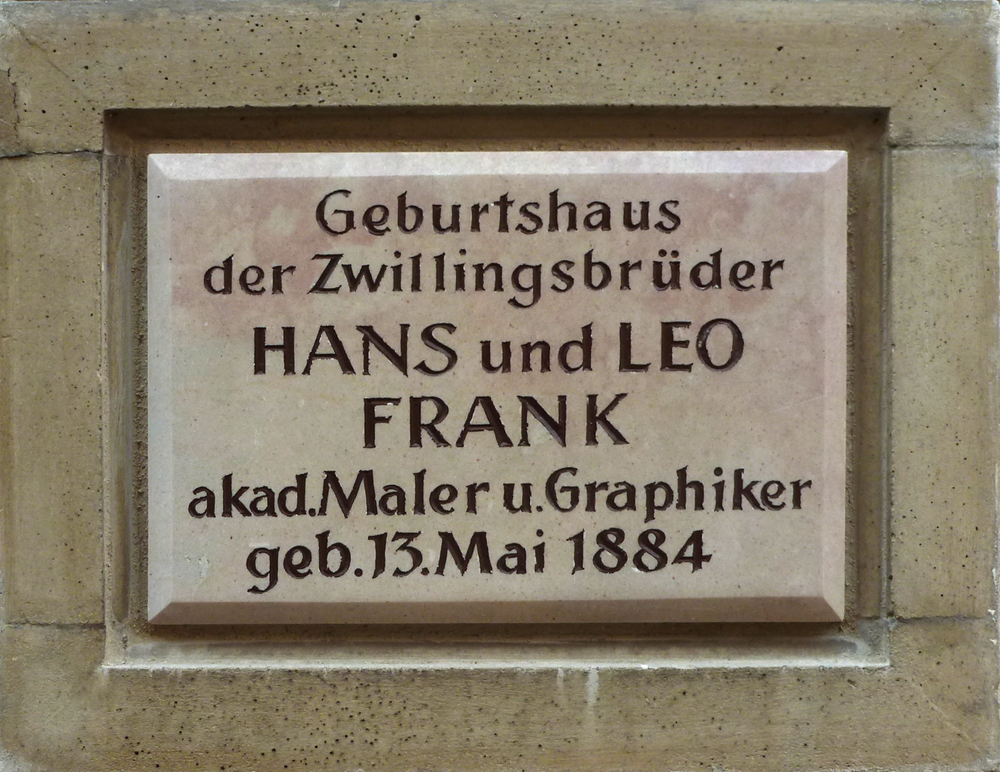 Geburtshaus
der Zwillingsbrüder
HANS und LEO
FRANK
akad. Maler u. Graphiker
geb. 13. Mai 1884